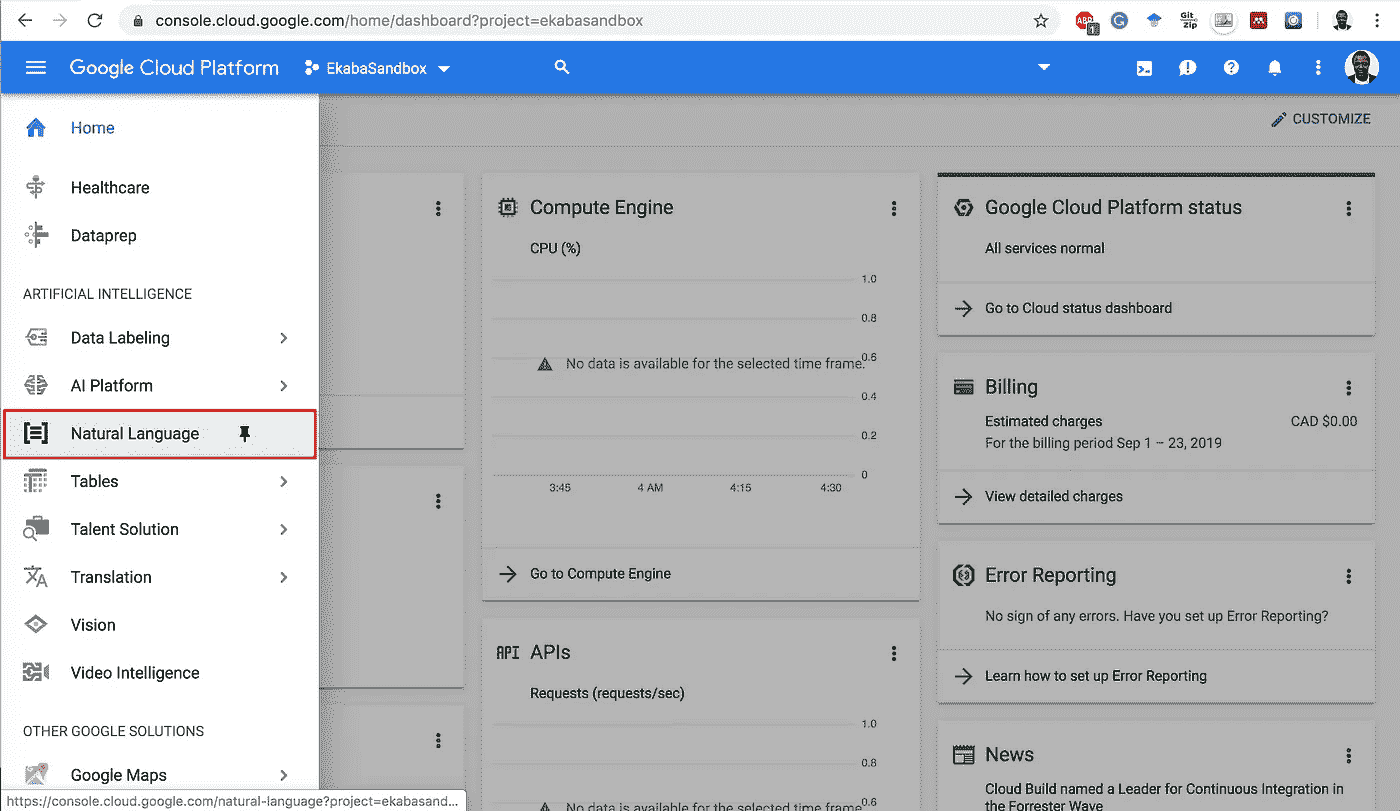 console.cloud.google.com/home/dashboard?project=ekabasandbox
ABP
Git
Zip
Google Cloud Platform
EkabaSandbox
Home
Healthcare
Dataprep
ARTIFICIAL INTELLIGENCE
Data Labeling
AI Platform
Natural Language
Tables
Talent Solution
Translation
Vision
Video Intelligence
OTHER GOOGLE SOLUTIONS
Google Maps
https://console.cloud.google.com/natural-language?project=ekabasand...
Compute Engine
CPU (%)
1.0
0.8
No data is available for the selected time frame.
0.6
0.4
0.2
0
3:45
4 AM
4:15
4:30
Go to Compute Engine
API APIs
Requests (requests/sec)
1.0
0.8
No data is available for the selected time frame.
0.6
CUSTOMIZE
Google Cloud Platform status
All services normal
Go to Cloud status dashboard
Billing
Estimated charges CAD $0.00
For the billing period Sep 1 – 23, 2019
View detailed charges
Error Reporting
No sign of any errors. Have you set up Error Reporting?
Learn how to set up Error Reporting
News
Cloud Build named a Leader for Continuous Integration in
the Forrester Wave